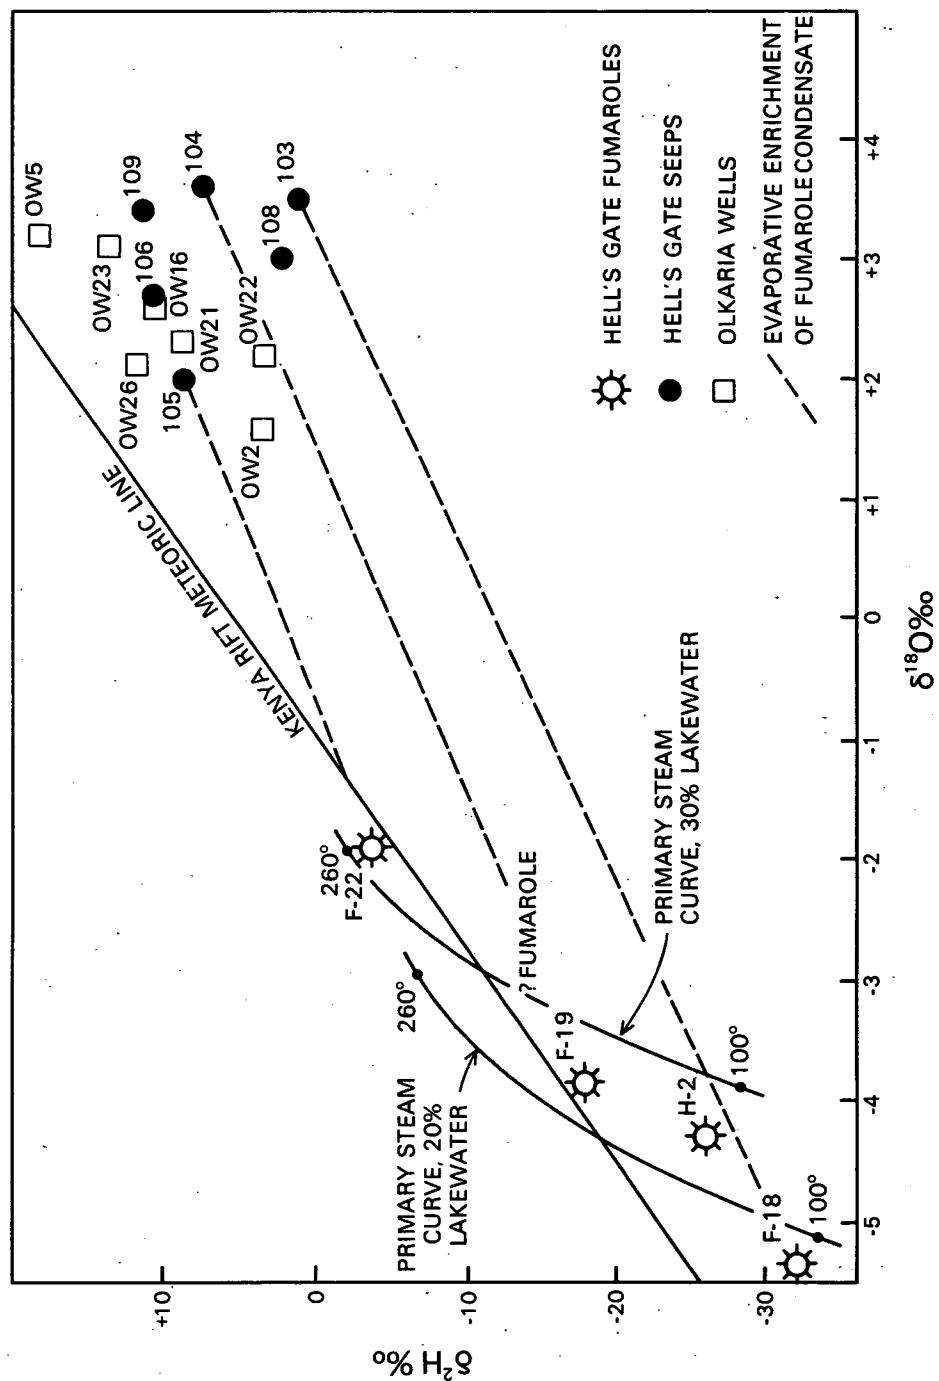 δ²H ‰
+10
0
-10
-20
-30
δ¹⁸O‰
-5
-4
-3
-2
-1
0
+1
+2
+3
+4
KENYA RIFT METEORIC LINE
OW5
OW23
109
106
OW16
104
OW26
OW21
105
OW22
108
103
OW2
260°
F-22
260°
? FUMAROLE
F-19
H-2
F-18
100°
100°
PRIMARY STEAM
CURVE, 20%
LAKEWATER
PRIMARY STEAM
CURVE, 30% LAKEWATER
HELL'S GATE FUMAROLES
HELL'S GATE SEEPS
OLKARIA WELLS
EVAPORATIVE ENRICHMENT
OF FUMAROLE CONDENSATE